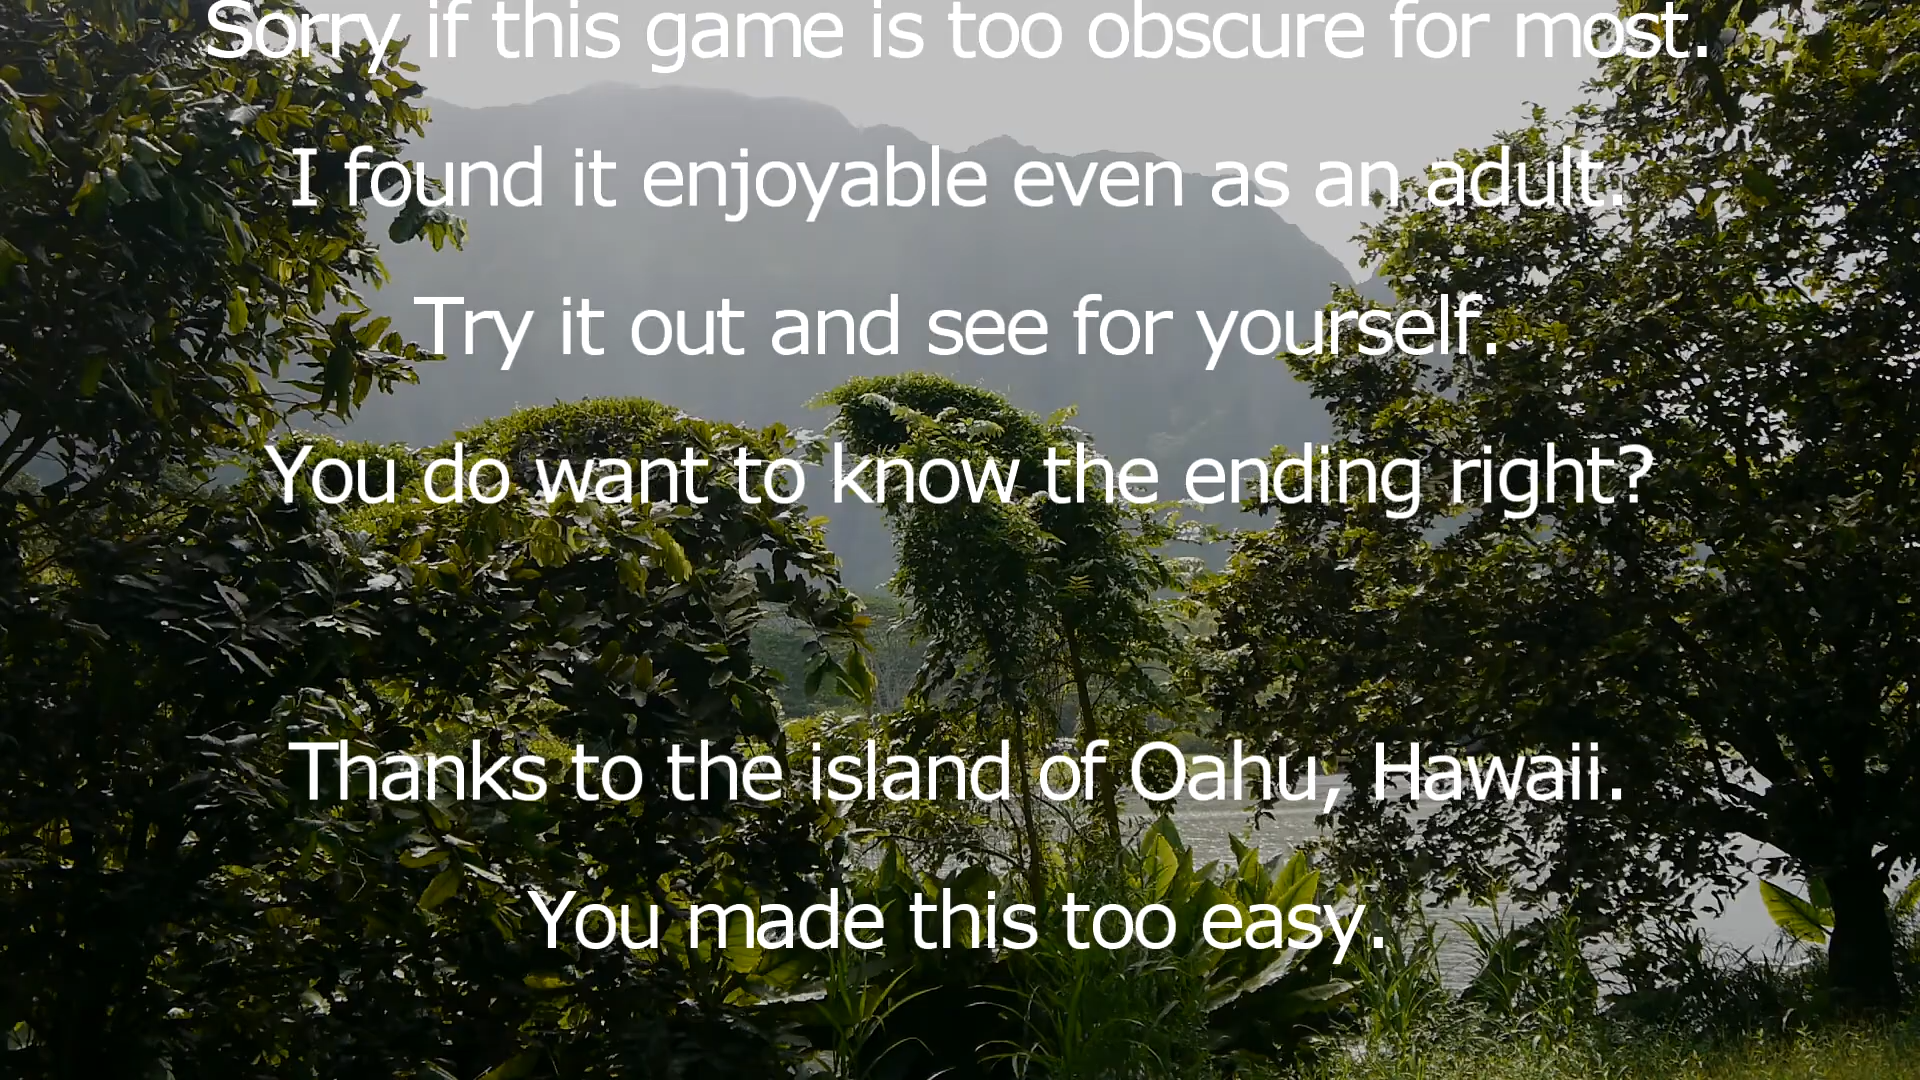 Sorry if this game is too obscure for most.
I found it enjoyable even as an adult.
Try it out and see for yourself.
You do want to know the ending right?
Thanks to the island of Oahu, Hawaii.
You made this too easy.